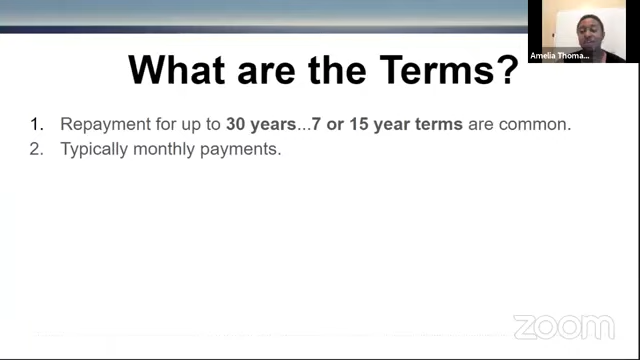 Amelia Thoma...
What are the Terms?
1. Repayment for up to 30 years...7 or 15 year terms are common.
2. Typically monthly payments.
zoom